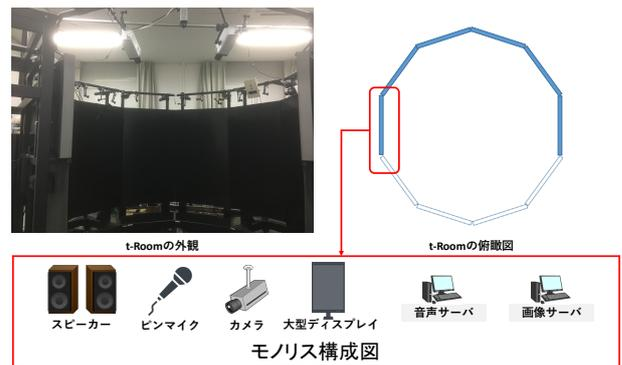 t-Roomの外観
t-Roomの俯瞰図
スピーカー
ピンマイク
カメラ
大型ディスプレイ
音声サーバ
画像サーバ
モノリス構成図